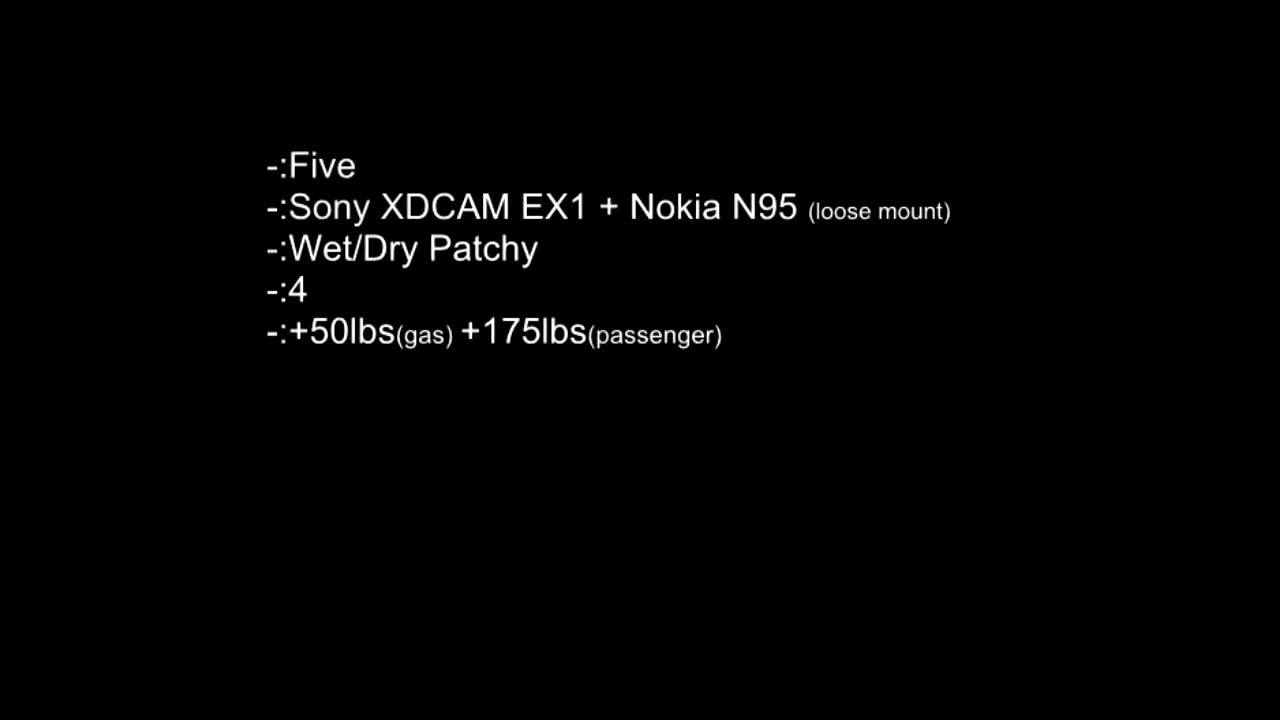 -:Five
-:Sony XDCAM EX1 + Nokia N95 (loose mount)
-:Wet/Dry Patchy
-:4
-:+50lbs(gas) +175lbs(passenger)